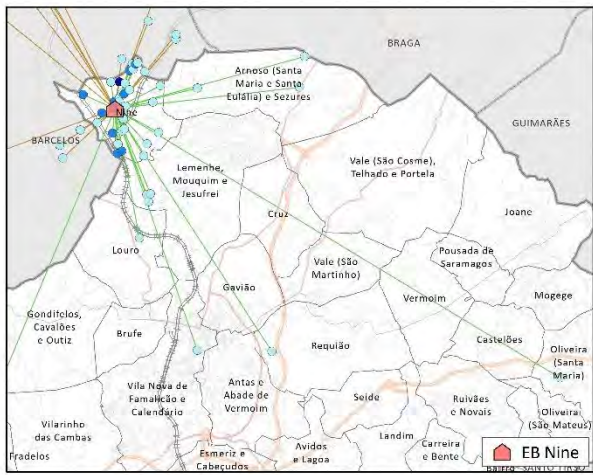 BRAGA
Arnoso (Santa
Maria e Santa
Eulália) e Sezures
Nine
GUIMARÃES
BARCELOS
Lemenhe,
Mouquim e
Jesufrei
Vale (São Cosme),
Telhado e Portela
Cruz
Joane
Louro
Vale (São
Martinho)
Pousada de
Saramagos
Gavião
Vermoim
Mogege
Gondifelos,
Cavalões
e Outiz
Brufe
Requião
Castelões
Oliveira
(Santa
Maria)
Vila Nova de
Famalicão e
Calendário
Antas e
Abade de
Vermoim
Seide
Ruivães
e Novais
Oliveira
(São Mateus)
Vilarinho
das Cambas
Landim
Fradelos
Esmeriz e
Cabeçudos
Avidos
e Lagoa
Carreira
e Bente
EB Nine